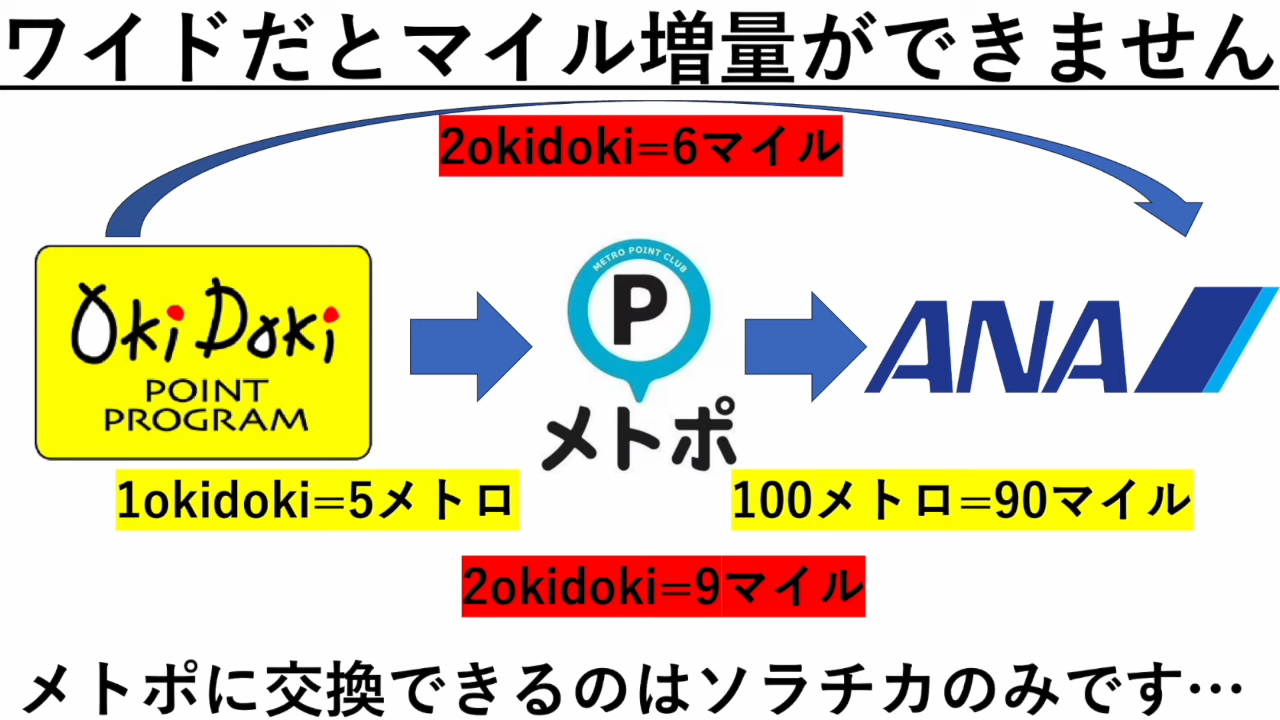 ワイドだとマイル増量ができません
2okidoki=6マイル
Oki Doki
POINT
PROGRAM
METRO POINT CLUB
P
メトポ
ANA
1okidoki=5メトロ
100メトロ=90マイル
2okidoki=9マイル
メトポに交換できるのはソラチカのみです…